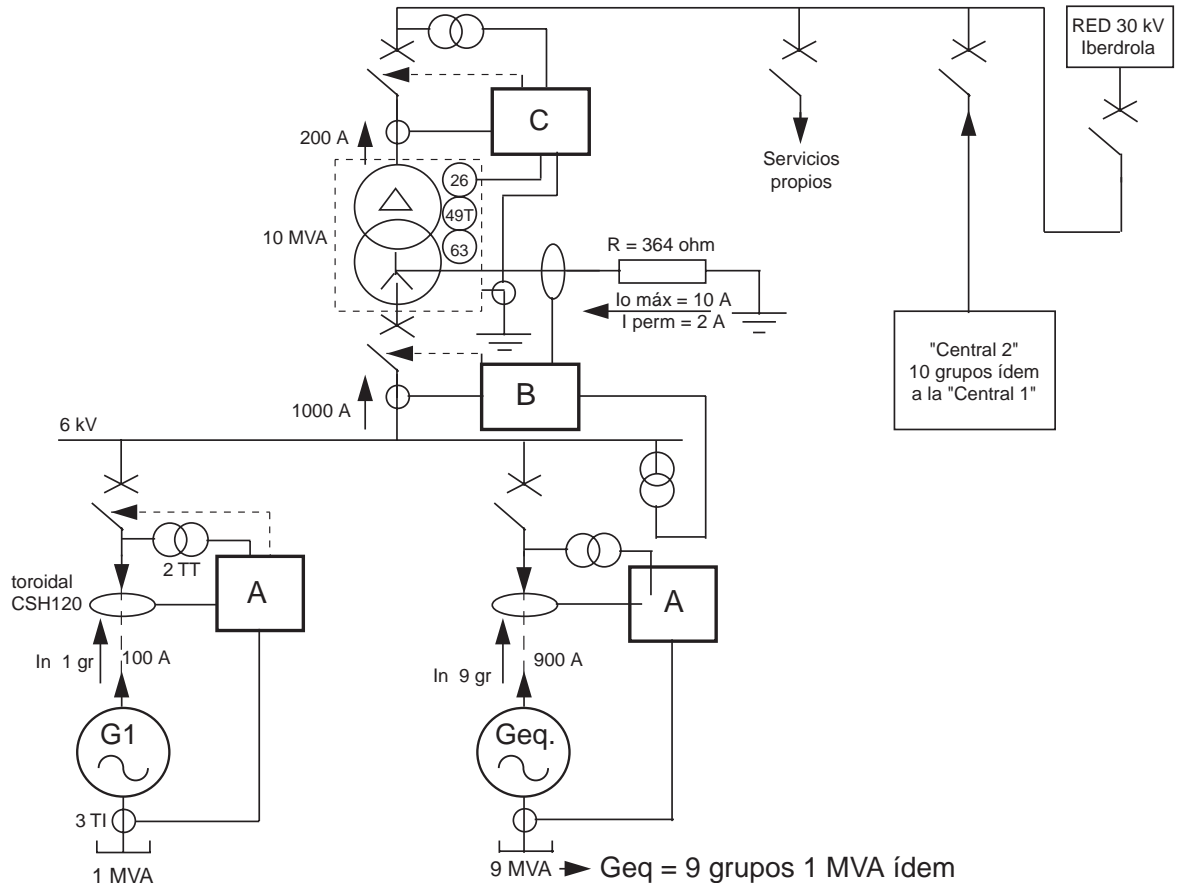 RED 30 kV
Iberdrola
C
200 A
Servicios
propios
26
49T
63
10 MVA
R = 364 ohm
Io máx = 10 A
I perm = 2 A
"Central 2"
10 grupos ídem
a la "Central 1"
B
1000 A
6 kV
2 TT
toroidal
CSH120
A
A
In 1 gr
100 A
In 9 gr
900 A
G1
Geq.
3 TI
1 MVA
9 MVA
Geq = 9 grupos 1 MVA ídem